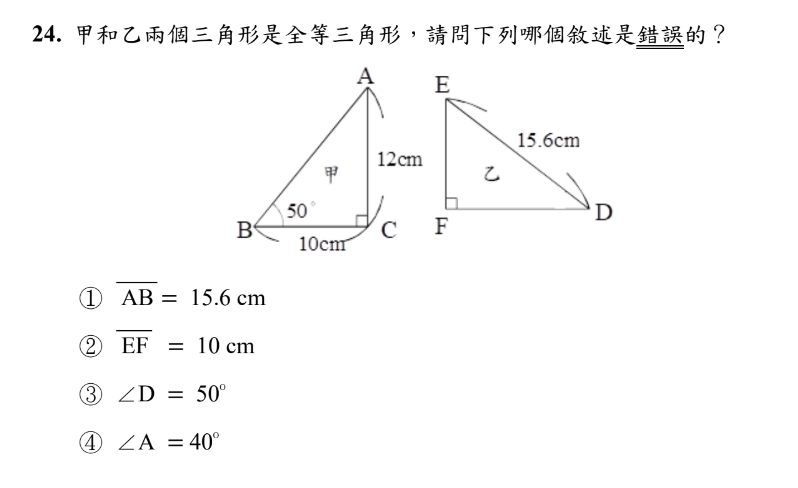 24. 甲和乙兩個三角形是全等三角形，請問下列哪個敘述是錯誤的？
A
E
15.6cm
12cm
甲
乙
50°
D
B
C
F
10cm
① AB = 15.6 cm
② EF = 10 cm
③ ∠D = 50°
④ ∠A = 40°